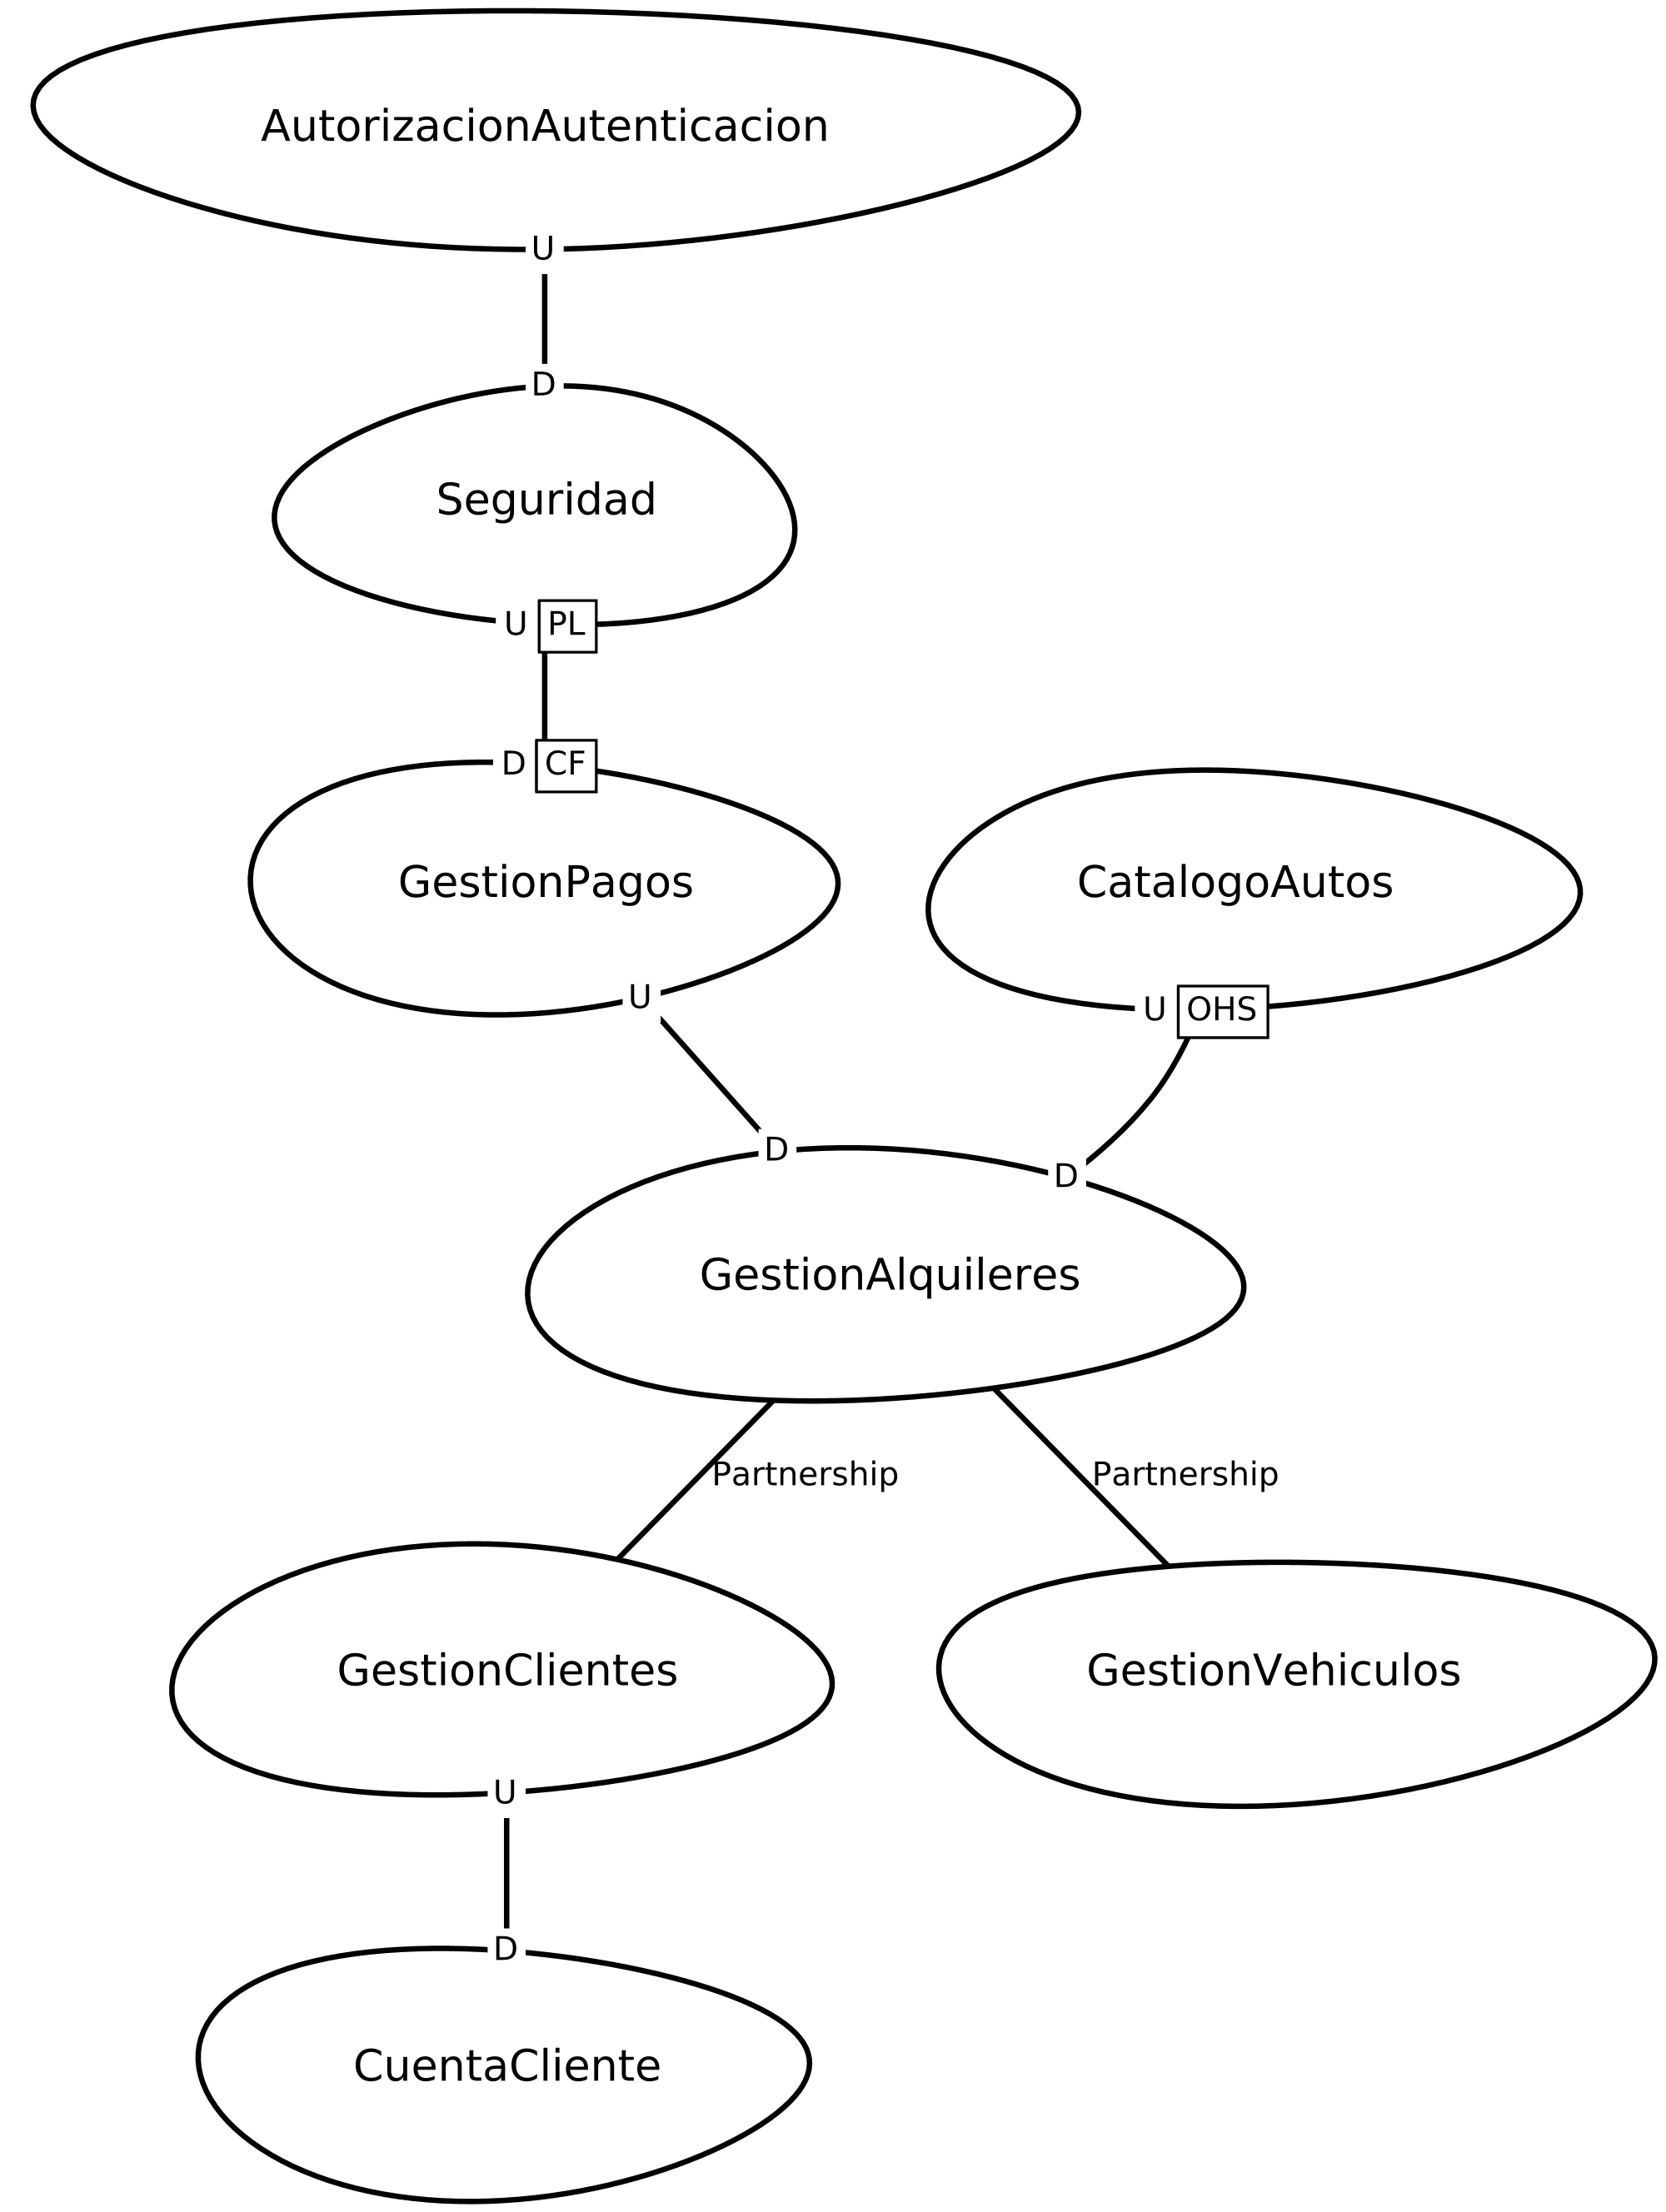 AutorizacionAutenticacion
U
D
Seguridad
U PL
D CF
GestionPagos
CatalogoAutos
U
U OHS
D
D
GestionAlquileres
Partnership
Partnership
GestionClientes
GestionVehiculos
U
D
CuentaCliente